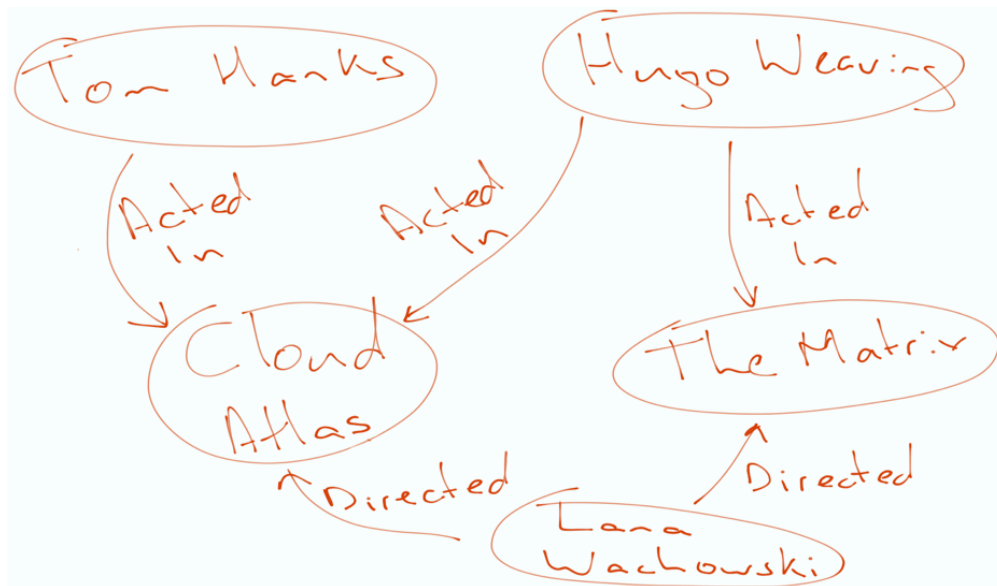 Tom Hanks
Hugo Weaving
Acted
In
Acted
In
Acted
In
Cloud
Atlas
The Matrix
Directed
Directed
Lana
Wachowski